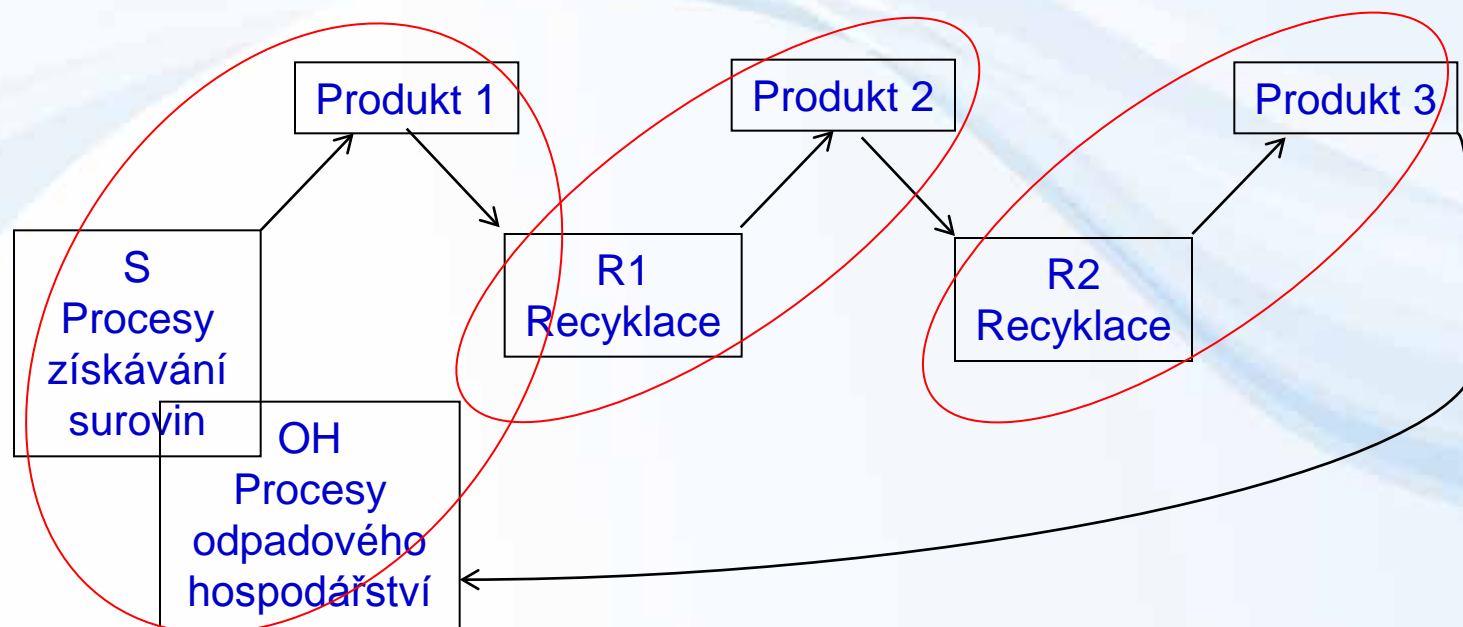 Produkt 1
Produkt 2
Produkt 3
S
Procesy
získávání
surovin
R1
Recyklace
R2
Recyklace
OH
Procesy
odpadového
hospodářství